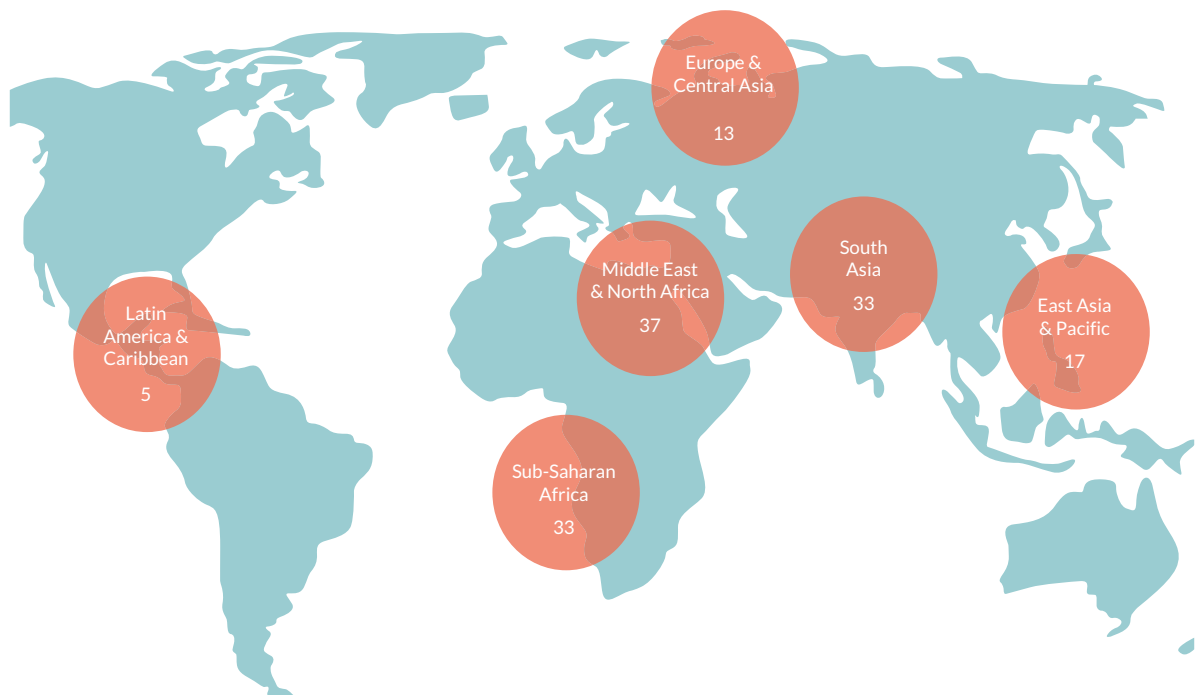 Europe &
Central Asia
13
South
Asia
33
Middle East
& North Africa
37
East Asia
& Pacific
17
Latin
America &
Caribbean
5
Sub-Saharan
Africa
33